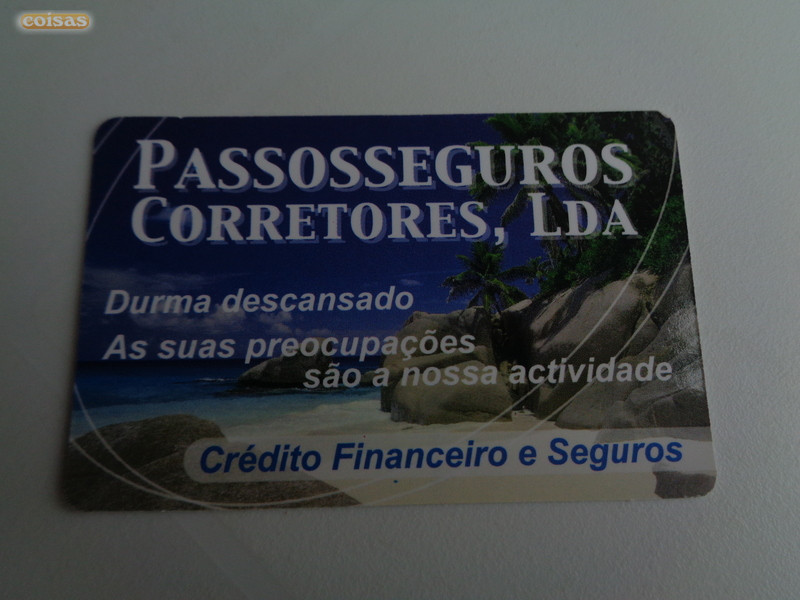 coisas
PASSOSSEGUROS
CORRETORES, LDA
Durma descansado
As suas preocupações
são a nossa actividade
Crédito Financeiro e Seguros